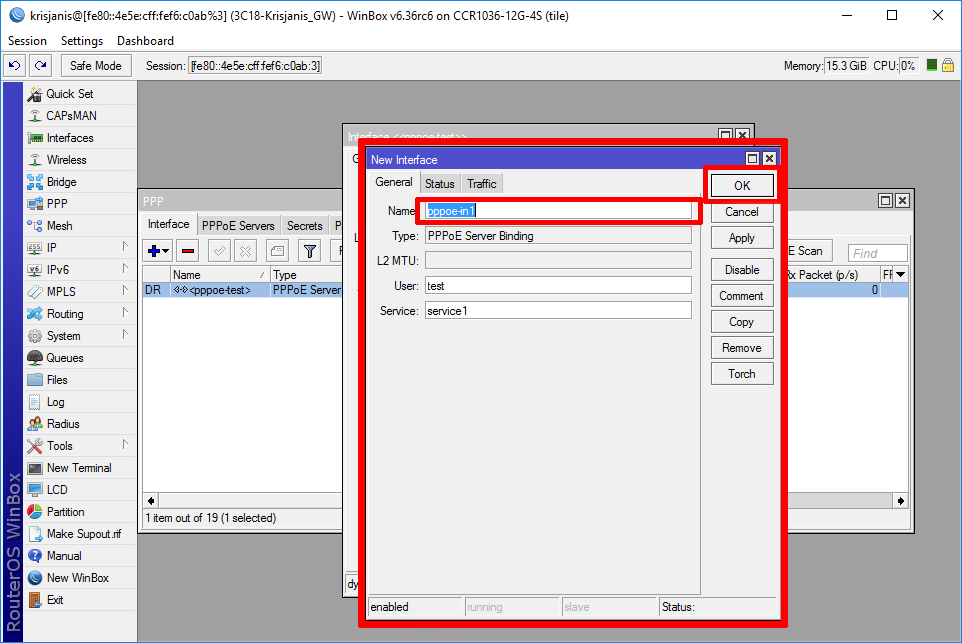 krisjanis@[fe80::4e5e:cff:fef6:c0ab%3] (3C18-Krisjanis_GW) - WinBox v6.36rc6 on CCR1036-12G-4S (tile)
Session Settings Dashboard
Safe Mode Session: [fe80::4e5e:cff:fef6:c0ab:3] Memory: 15.3 GiB CPU: 0%
Quick Set
CAPsMAN
Interfaces
Wireless
Bridge
PPP
Mesh
IP
IPv6
MPLS
Routing
System
Queues
Files
Log
Radius
Tools
New Terminal
LCD
Partition
Make Supout.rif
Manual
New WinBox
Exit
RouterOS WinBox
PPP
Interface PPPoE Servers Secrets P
E Scan Find
Name Type Rx Packet (p/s) FF
DR <pppoe-test> PPPoE Server 0
1 item out of 19 (1 selected)
Interface <<pppoe-test>>
dy
New Interface
General Status Traffic
Name: pppoe-in1
Type: PPPoE Server Binding
L2 MTU:
User: test
Service: service1
OK
Cancel
Apply
Disable
Comment
Copy
Remove
Torch
enabled running slave Status: